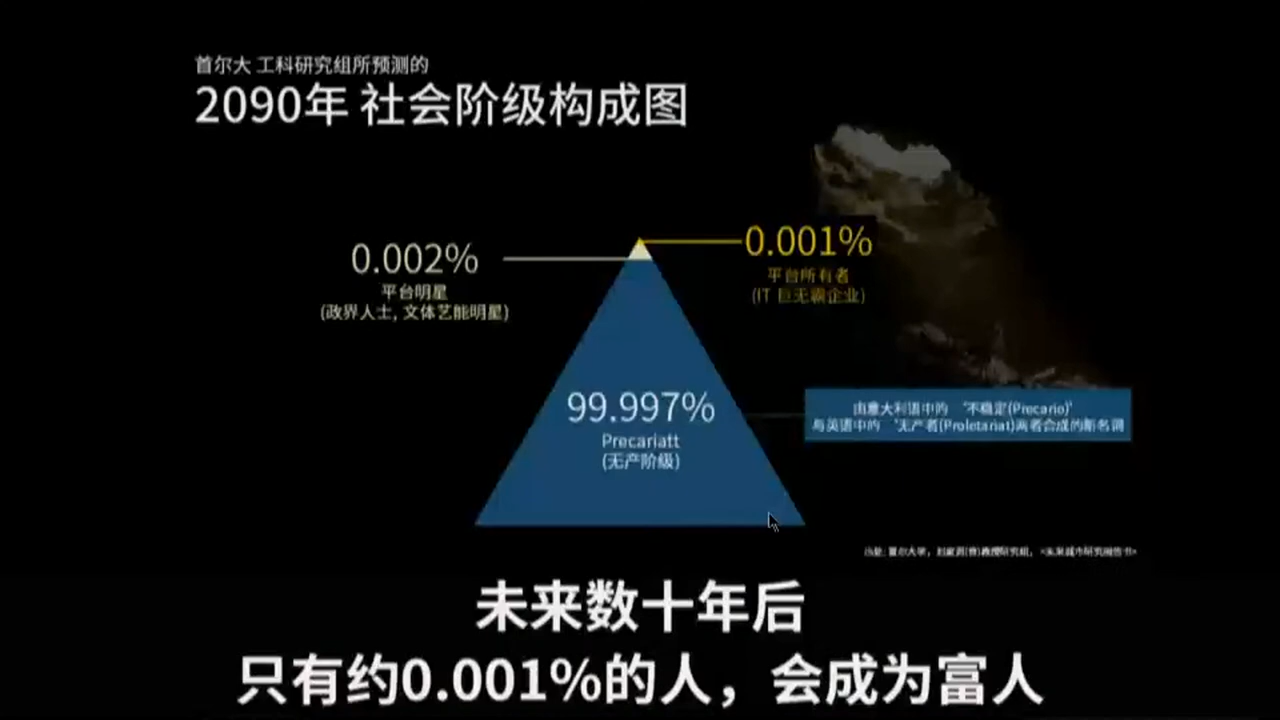 首尔大 工科研究组所预测的
2090年 社会阶级构成图
0.001%
平台所有者
(IT 巨无霸企业)
0.002%
平台明星
(政界人士, 文体艺能明星)
99.997%
Precariatt
(无产阶级)
由意大利语中的 '不稳定(Precario)'
与英语中的 '无产者(Proletariat)两者合成的新名词
未来数十年后
只有约0.001%的人，会成为富人